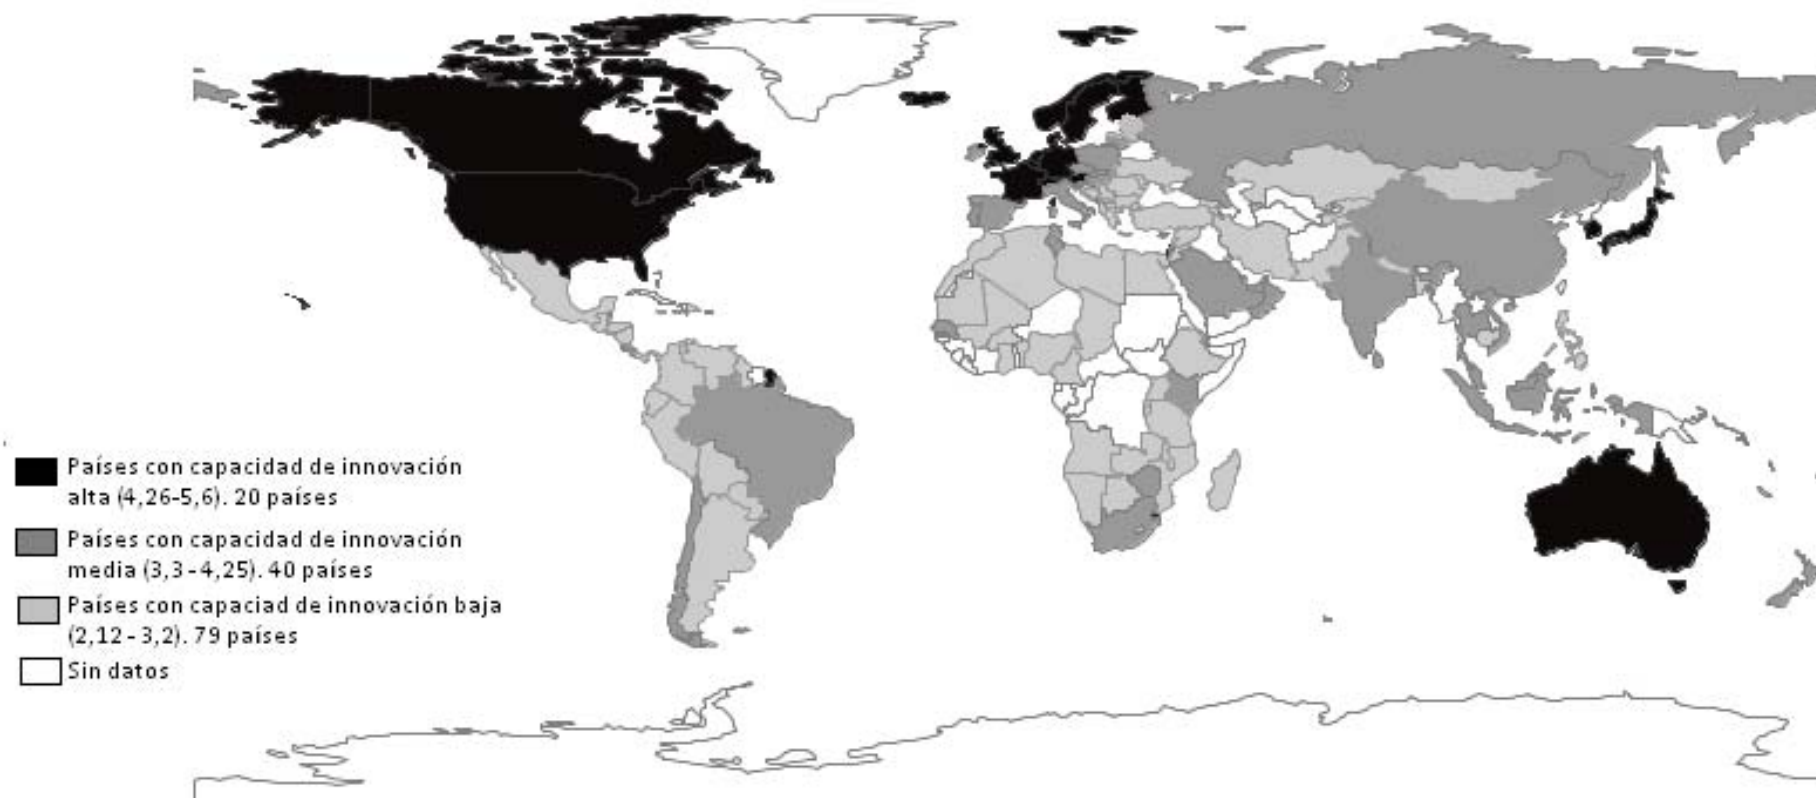 Países con capacidad de innovación
alta (4,26-5,6). 20 países
Países con capacidad de innovación
media (3,3-4,25). 40 países
Países con capaciad de innovación baja
(2,12-3,2). 79 países
Sin datos